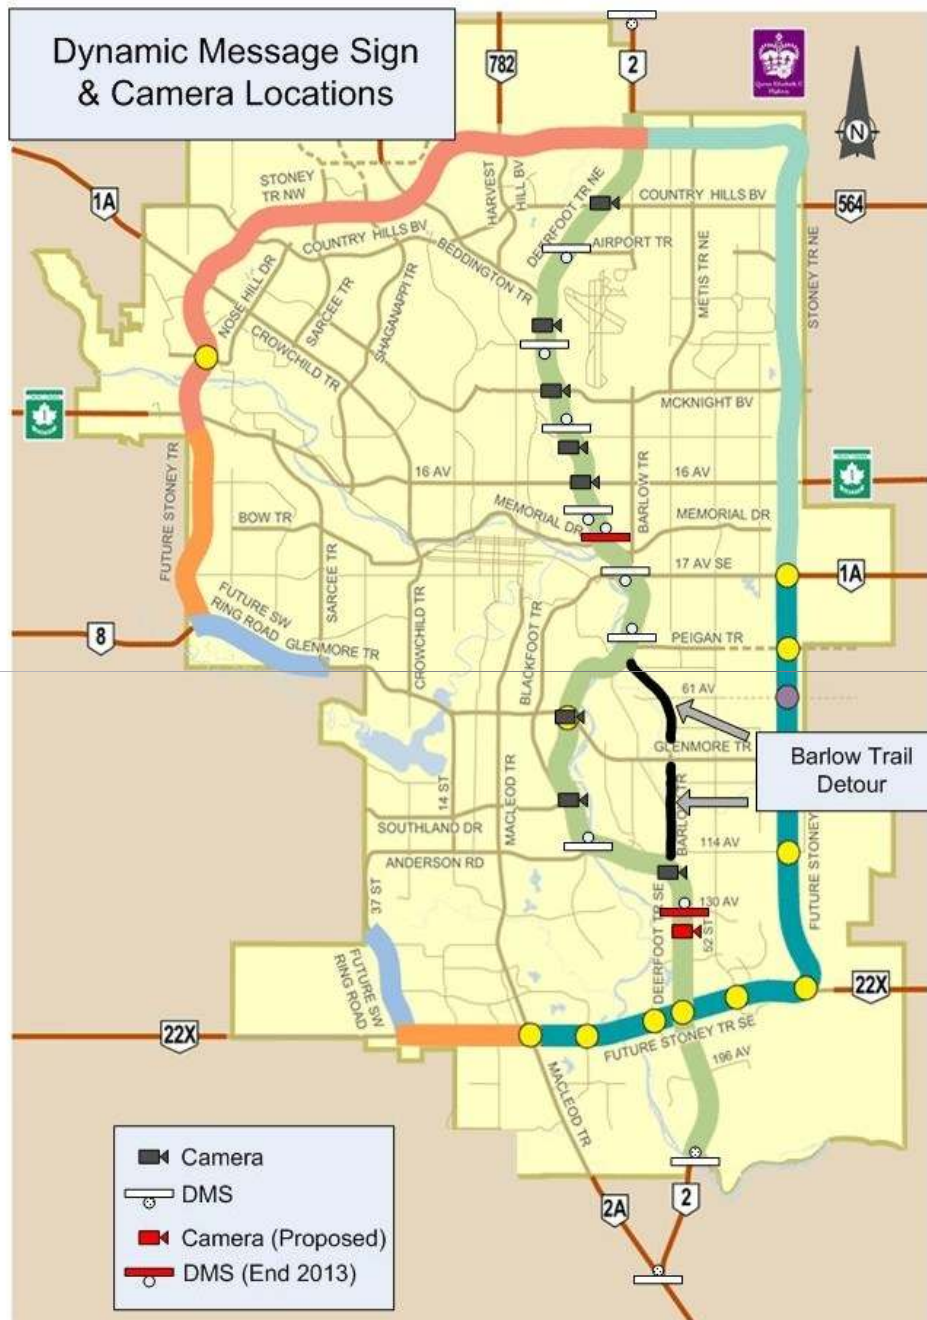 Dynamic Message Sign
& Camera Locations
782
2
Queen Elizabeth II
Highway
N
1A
STONEY
TR NW
HARVEST
HILL BV
DEERFOOT TR NE
COUNTRY HILLS BV
564
COUNTRY HILLS BV
BEDDINGTON TR
AIRPORT TR
METIS TR NE
STONEY TR NE
NOSE HILL DR
SARCEE TR
SHAGANAPPI TR
CROWCHILD TR
1
MCKNIGHT BV
FUTURE STONEY TR
16 AV
BARLOW TR
16 AV
1
BOW TR
MEMORIAL DR
MEMORIAL DR
SARCEE TR
CROWCHILD TR
17 AV SE
1A
FUTURE SW
RING ROAD
8
GLENMORE TR
BLACKFOOT TR
PEIGAN TR
61 AV
GLENMORE TR
Barlow Trail
Detour
MACLEOD TR
14 ST
BARLOW TR
SOUTHLAND DR
114 AV
FUTURE STONEY
ANDERSON RD
37 ST
130 AV
DEERFOOT TR SE
52 ST
FUTURE SW
RING ROAD
22X
22X
FUTURE STONEY TR SE
196 AV
MACLEOD TR
2A
2
Camera
DMS
Camera (Proposed)
DMS (End 2013)